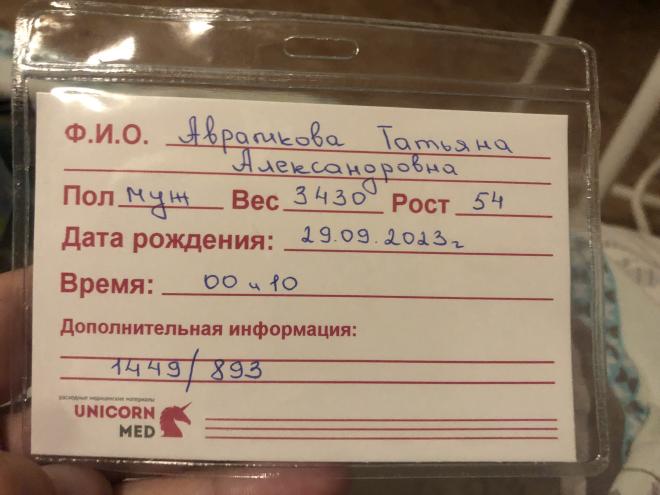 Ф.И.О. Аврашкова Татьяна
Александровна
Пол муж Вес 3430 Рост 54
Дата рождения: 29.09.2023г
Время: 00ч10
Дополнительная информация:
1449/893
расходные медицинские материалы
UNICORN
MED